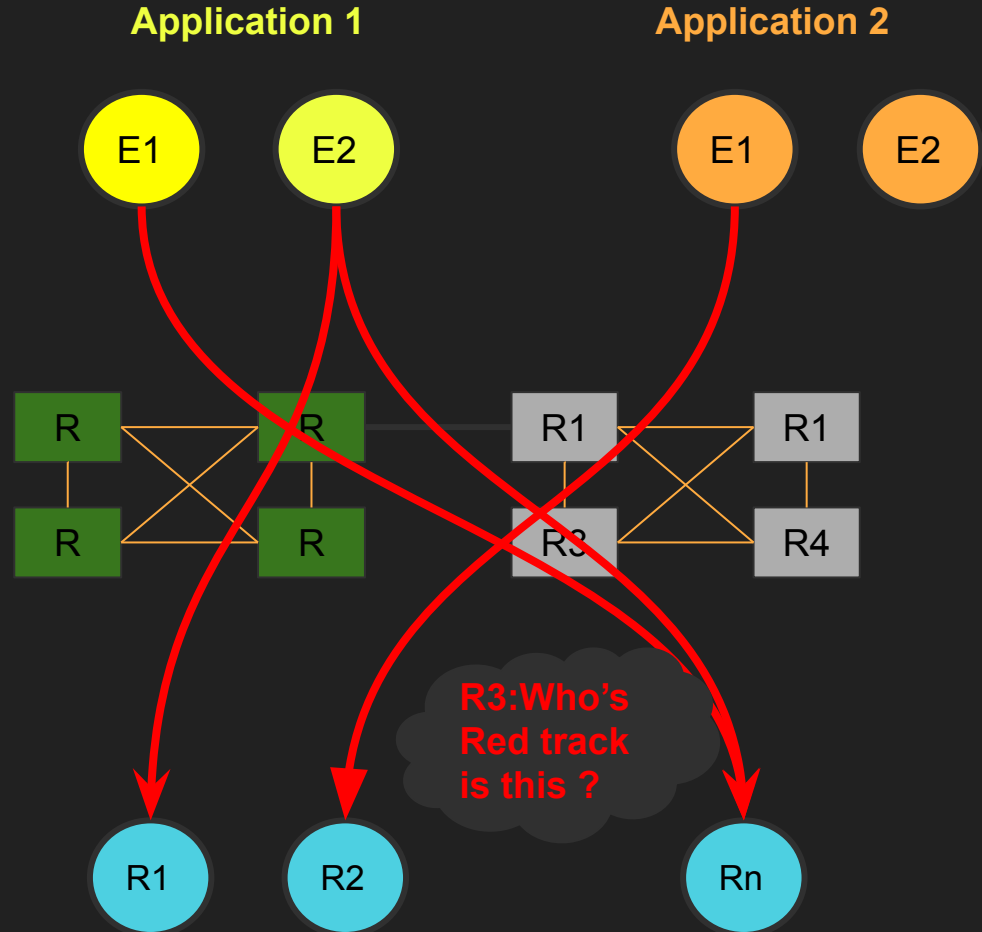 Application 1
Application 2
E1
E2
E1
E2
R
R
R1
R1
R
R
R3
R4
R3:Who’s
Red track
is this ?
R1
R2
Rn